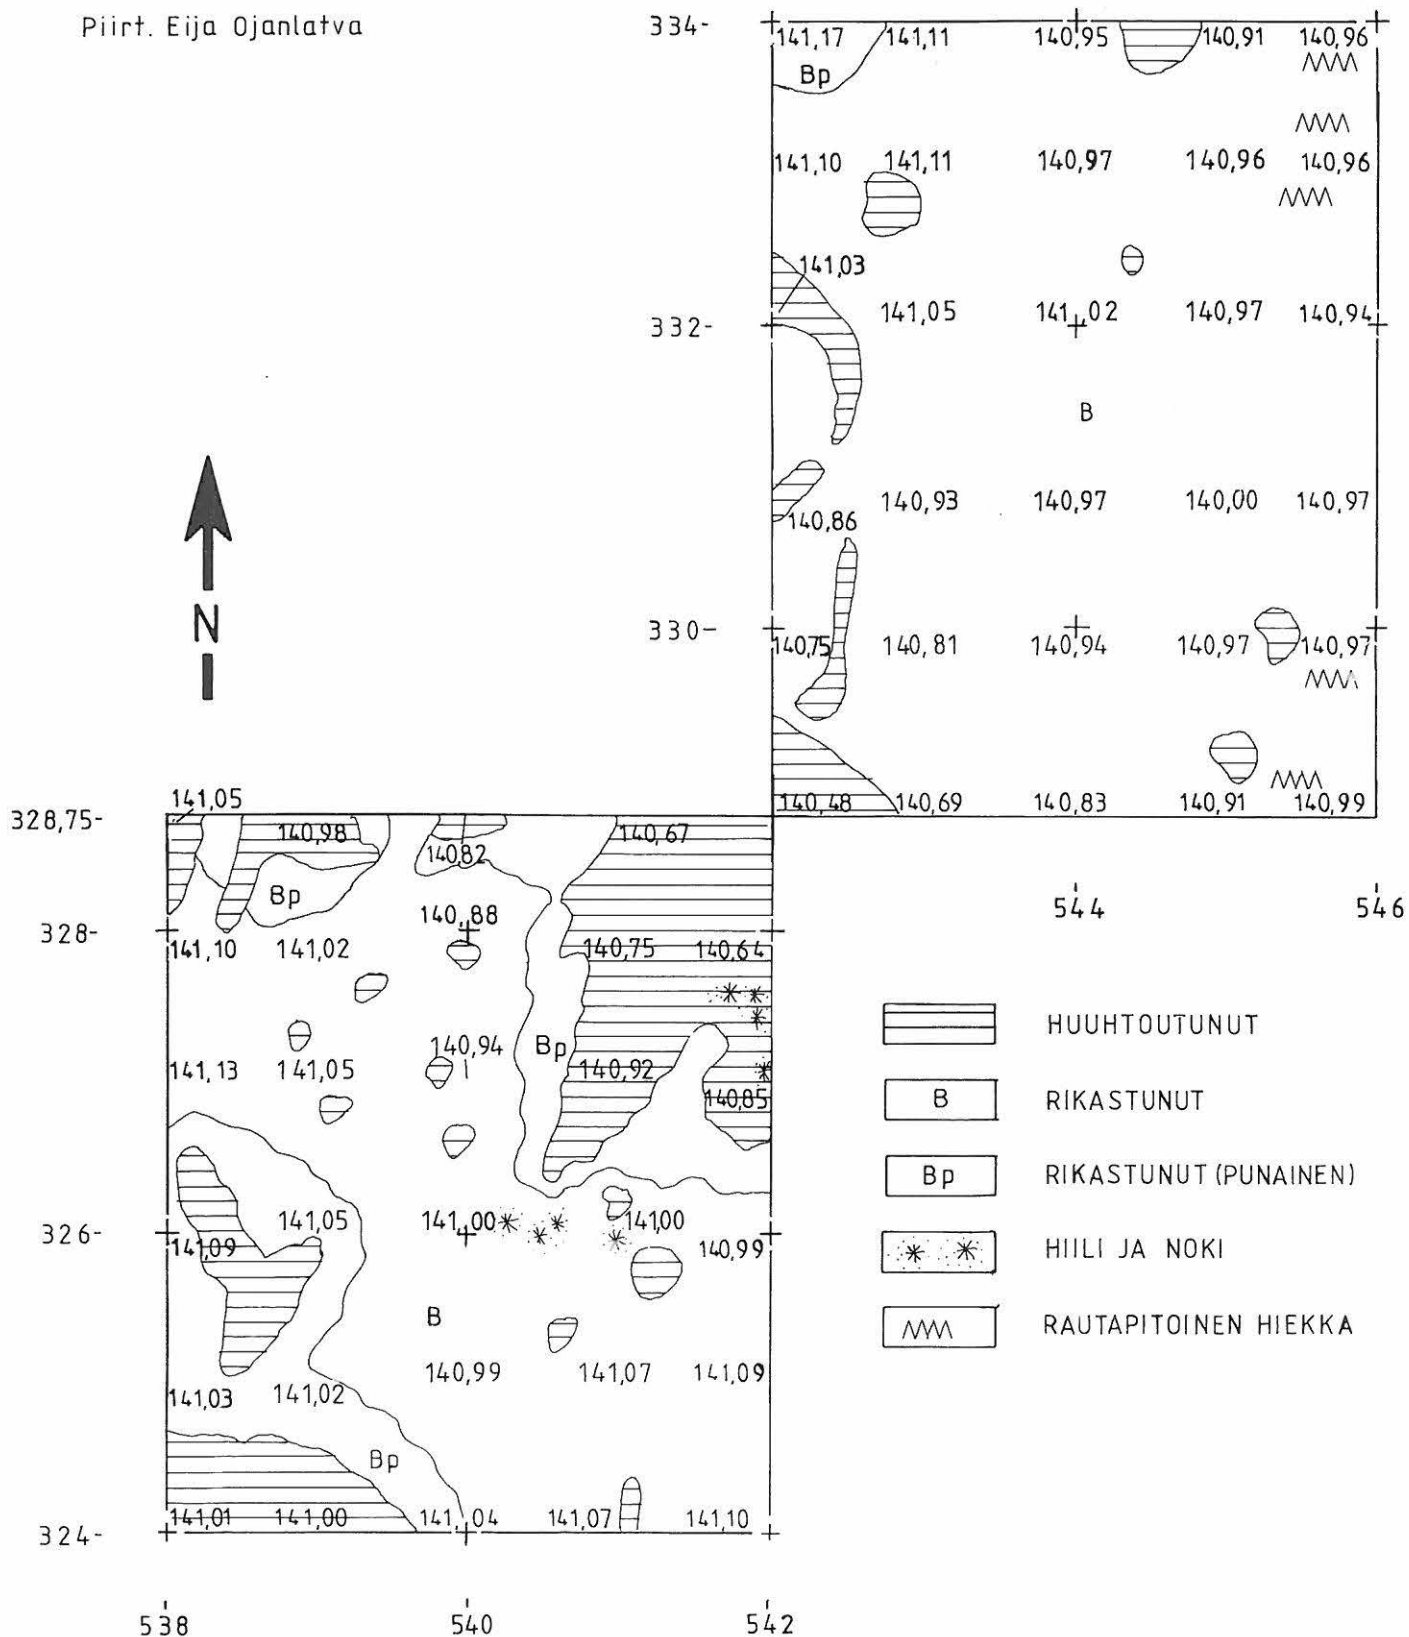 Piirt. Eija Ojanlatva
334-
141,17 141,11 140,95 140,91 140,96
Bp
141,10 141,11 140,97 140,96 140,96
141,03
332-
141,05 141,02 140,97 140,94
B
140,93 140,97 140,00 140,97
140,86
N
330-
140,75 140,81 140,94 140,97 140,97
140,48 140,69 140,83 140,91 140,99
141,05
328,75-
140,98 140,82 140,67
Bp
544 546
140,88
328-
141,10 141,02 140,75 140,64
HUUHTOUTUNUT
140,94 Bp
141,13 141,05 140,92
140,85
B RIKASTUNUT
Bp RIKASTUNUT (PUNAINEN)
141,05 141,00 141,00
326-
141,09 140,99
HIILI JA NOKI
B
RAUTAPITOINEN HIEKKA
140,99 141,07 141,09
141,03 141,02
Bp
141,01 141,00 141,04 141,07 141,10
324-
538 540 542